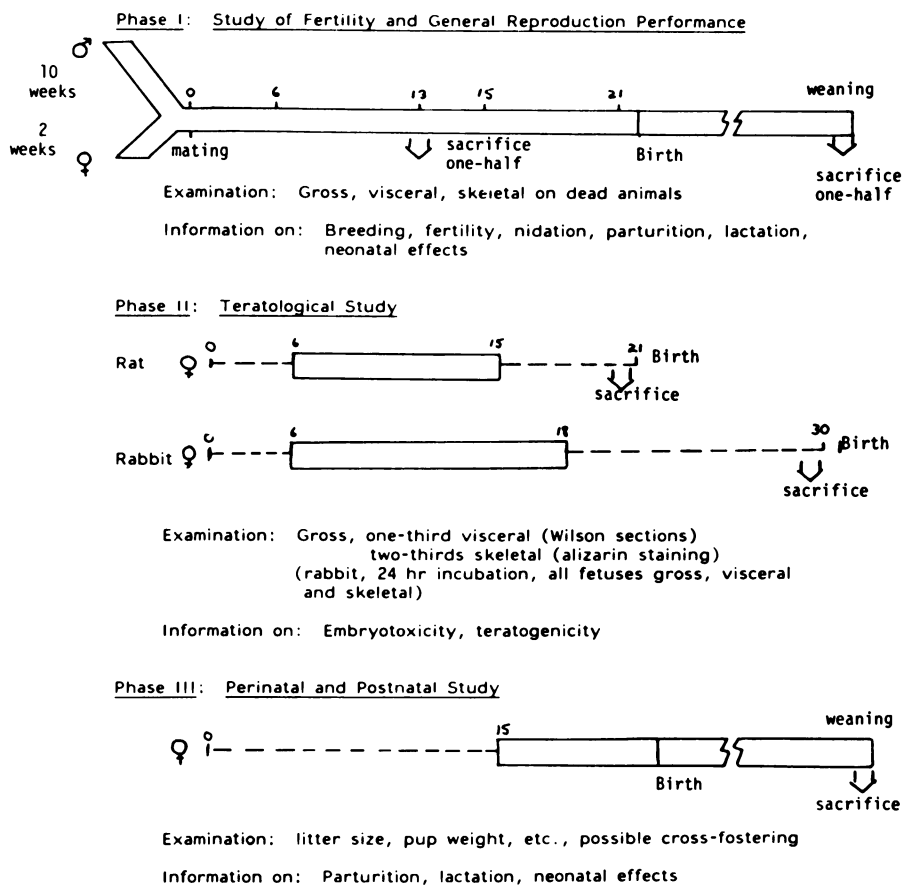 Phase I: Study of Fertility and General Reproduction Performance
♂
10
weeks
2
weeks
♀
0 6 13 15 21 weaning
mating
sacrifice
one-half
Birth
sacrifice
one-half
Examination: Gross, visceral, skeletal on dead animals
Information on: Breeding, fertility, nidation, parturition, lactation,
neonatal effects
Phase II: Teratological Study
Rat ♀ 0 6 15 21 Birth
sacrifice
Rabbit ♀ 0 6 18 30 Birth
sacrifice
Examination: Gross, one-third visceral (Wilson sections)
two-thirds skeletal (alizarin staining)
(rabbit, 24 hr incubation, all fetuses gross, visceral
and skeletal)
Information on: Embryotoxicity, teratogenicity
Phase III: Perinatal and Postnatal Study
♀ 0 15 weaning
Birth
sacrifice
Examination: litter size, pup weight, etc., possible cross-fostering
Information on: Parturition, lactation, neonatal effects